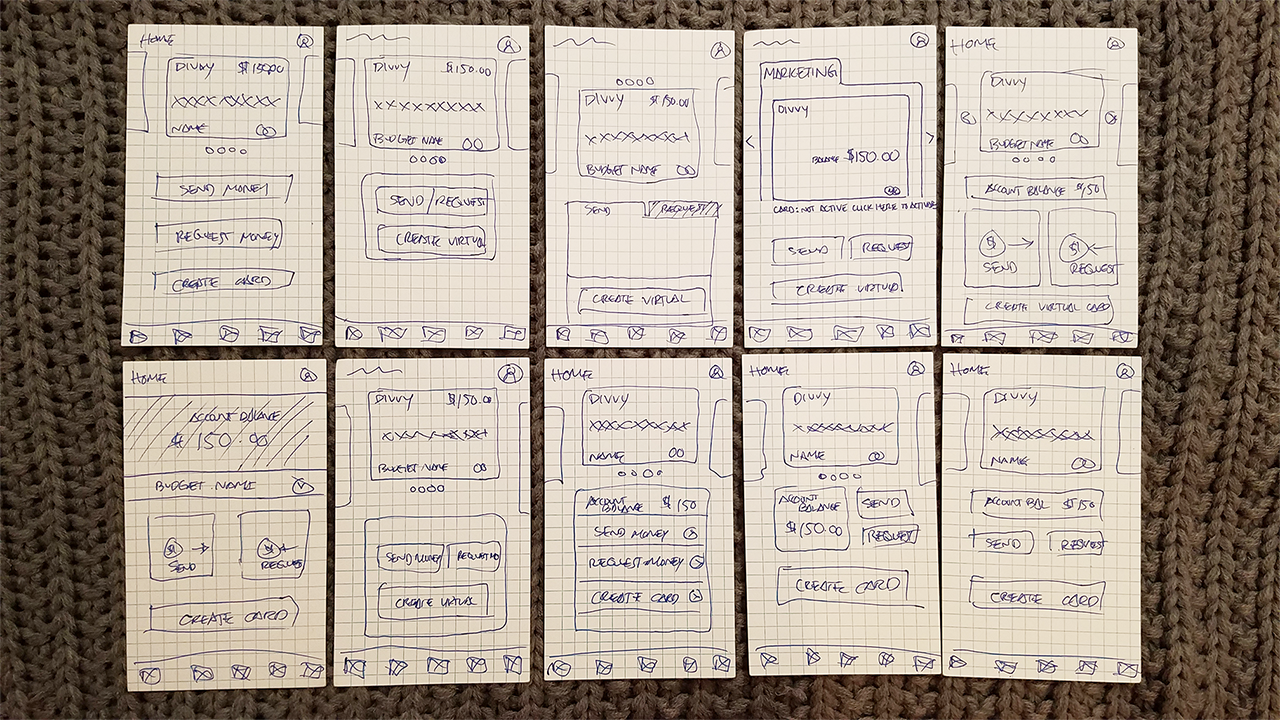 HOME
DIVVY $150.00
XXXX XXXXXX
NAME
SEND MONEY
REQUEST MONEY
CREATE CARD
DIVVY $150.00
XXXXXXXXXX
BUDGET NAME
SEND REQUEST
CREATE VIRTUAL
DIVVY $150.00
XXXXXXXXX
BUDGET NAME
SEND REQUEST
CREATE VIRTUAL
MARKETING
DIVVY
BALANCE $150.00
CARD: NOT ACTIVE CLICK HERE TO ACTIVATE
SEND REQUEST
CREATE VIRTUAL
HOME
DIVVY
XXXXXXXX
BUDGET NAME
ACCOUNT BALANCE $150
$ $
SEND REQUEST
CREATE VIRTUAL CARD
HOME
ACCOUNT BALANCE
$150.00
BUDGET NAME
$ $
SEND REQUEST
CREATE CARD
DIVVY $150.00
XXXXXXXXX
BUDGET NAME
SEND MONEY REQUEST MO
CREATE VIRTUAL
HOME
DIVVY
XXXXXXXXXX
NAME
ACCOUNT BALANCE $150
SEND MONEY
REQUEST MONEY
CREATE CARD
HOME
DIVVY
XXXXXXXXX
NAME
ACCOUNT BALANCE
$150.00
SEND
REQUEST
CREATE CARD
HOME
DIVVY
XXXXXXXXX
NAME
ACCOUNT BAL $150
SEND REQUEST
CREATE CARD